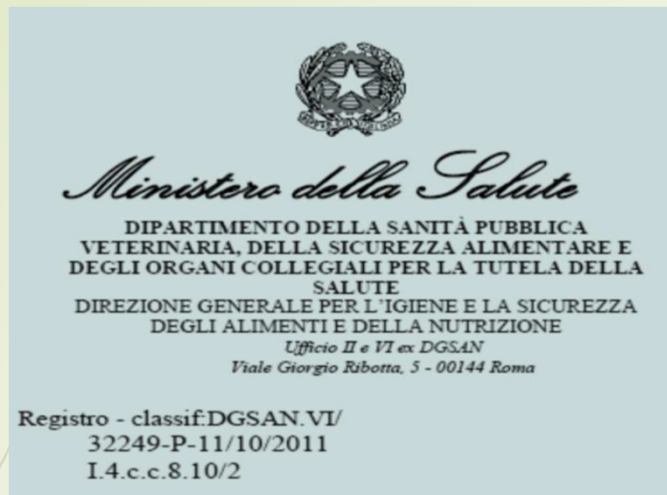 Ministero della Salute
DIPARTIMENTO DELLA SANITÀ PUBBLICA
VETERINARIA, DELLA SICUREZZA ALIMENTARE E
DEGLI ORGANI COLLEGIALI PER LA TUTELA DELLA
SALUTE
DIREZIONE GENERALE PER L'IGIENE E LA SICUREZZA
DEGLI ALIMENTI E DELLA NUTRIZIONE
Ufficio II e VI ex DGSAN
Viale Giorgio Ribotta, 5 - 00144 Roma
Registro - classif:DGSAN.VI/
32249-P-11/10/2011
I.4.c.c.8.10/2